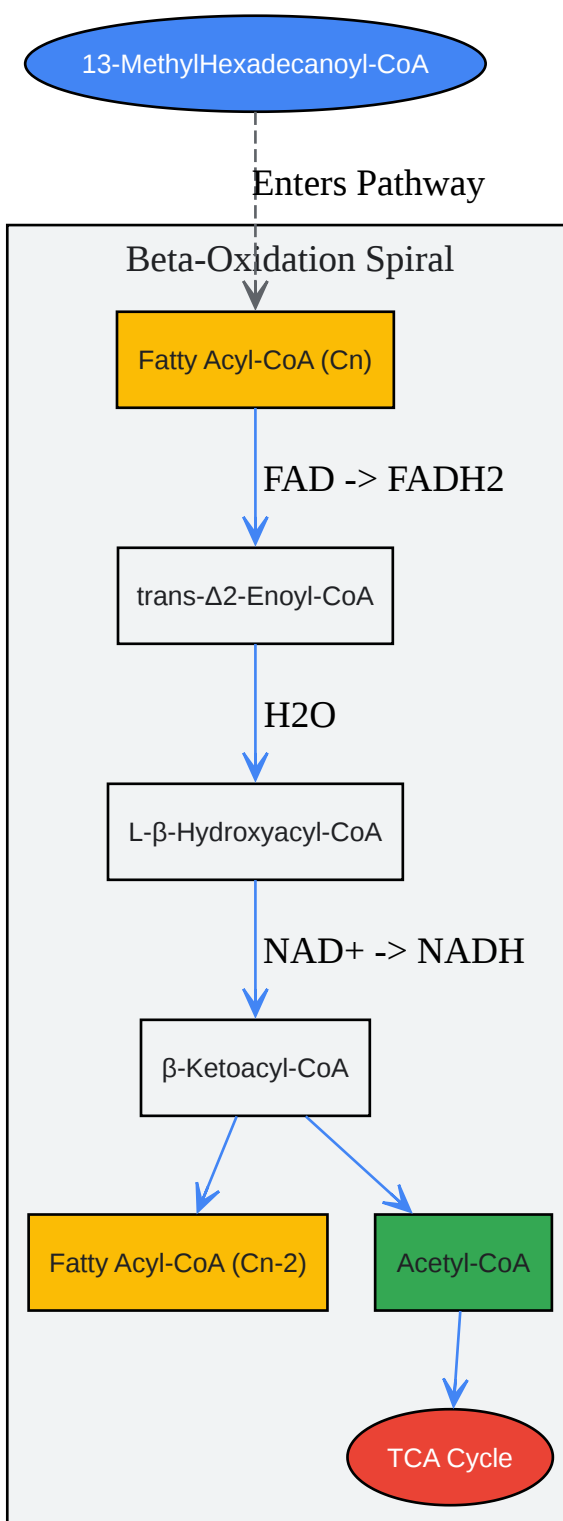 13-MethylHexadecanoyl-CoA
Enters Pathway
Beta-Oxidation Spiral
Fatty Acyl-CoA (Cn)
FAD -> FADH2
trans-Δ2-Enoyl-CoA
H2O
L-β-Hydroxyacyl-CoA
NAD+ -> NADH
β-Ketoacyl-CoA
Fatty Acyl-CoA (Cn-2)
Acetyl-CoA
TCA Cycle